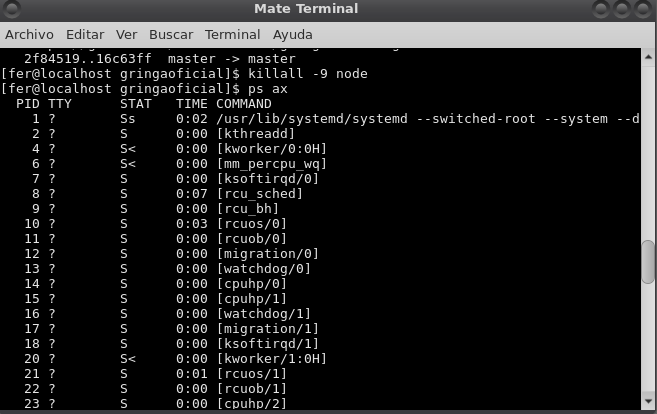 Mate Terminal
Archivo Editar Ver Buscar Terminal Ayuda
2f84519..16c63ff  master -> master
[fer@localhost gringaoficial]$ killall -9 node
[fer@localhost gringaoficial]$ ps ax
  PID TTY      STAT   TIME COMMAND
    1 ?        Ss     0:02 /usr/lib/systemd/systemd --switched-root --system --d
    2 ?        S      0:00 [kthreadd]
    4 ?        S<     0:00 [kworker/0:0H]
    6 ?        S<     0:00 [mm_percpu_wq]
    7 ?        S      0:00 [ksoftirqd/0]
    8 ?        S      0:07 [rcu_sched]
    9 ?        S      0:00 [rcu_bh]
   10 ?        S      0:03 [rcuos/0]
   11 ?        S      0:00 [rcuob/0]
   12 ?        S      0:00 [migration/0]
   13 ?        S      0:00 [watchdog/0]
   14 ?        S      0:00 [cpuhp/0]
   15 ?        S      0:00 [cpuhp/1]
   16 ?        S      0:00 [watchdog/1]
   17 ?        S      0:00 [migration/1]
   18 ?        S      0:00 [ksoftirqd/1]
   20 ?        S<     0:00 [kworker/1:0H]
   21 ?        S      0:01 [rcuos/1]
   22 ?        S      0:00 [rcuob/1]
   23 ?        S      0:00 [cpuhp/2]